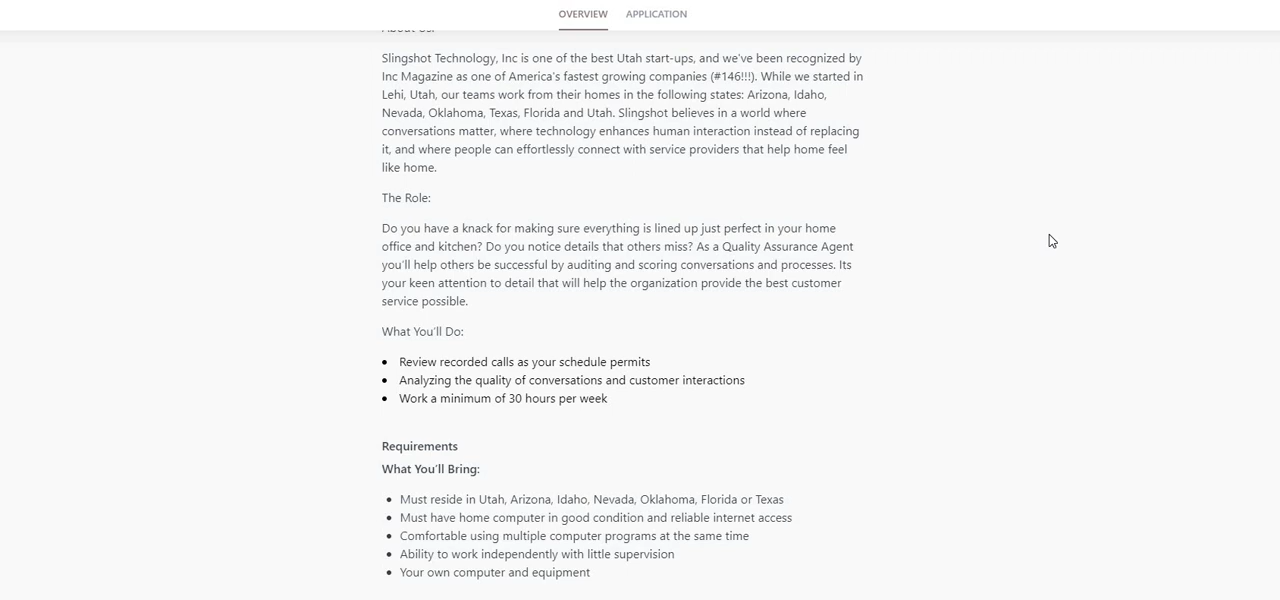 OVERVIEW APPLICATION
About Us:
Slingshot Technology, Inc is one of the best Utah start-ups, and we've been recognized by
Inc Magazine as one of America's fastest growing companies (#146!!!). While we started in
Lehi, Utah, our teams work from their homes in the following states: Arizona, Idaho,
Nevada, Oklahoma, Texas, Florida and Utah. Slingshot believes in a world where
conversations matter, where technology enhances human interaction instead of replacing
it, and where people can effortlessly connect with service providers that help home feel
like home.
The Role:
Do you have a knack for making sure everything is lined up just perfect in your home
office and kitchen? Do you notice details that others miss? As a Quality Assurance Agent
you'll help others be successful by auditing and scoring conversations and processes. Its
your keen attention to detail that will help the organization provide the best customer
service possible.
What You'll Do:
• Review recorded calls as your schedule permits
• Analyzing the quality of conversations and customer interactions
• Work a minimum of 30 hours per week
Requirements
What You'll Bring:
• Must reside in Utah, Arizona, Idaho, Nevada, Oklahoma, Florida or Texas
• Must have home computer in good condition and reliable internet access
• Comfortable using multiple computer programs at the same time
• Ability to work independently with little supervision
• Your own computer and equipment